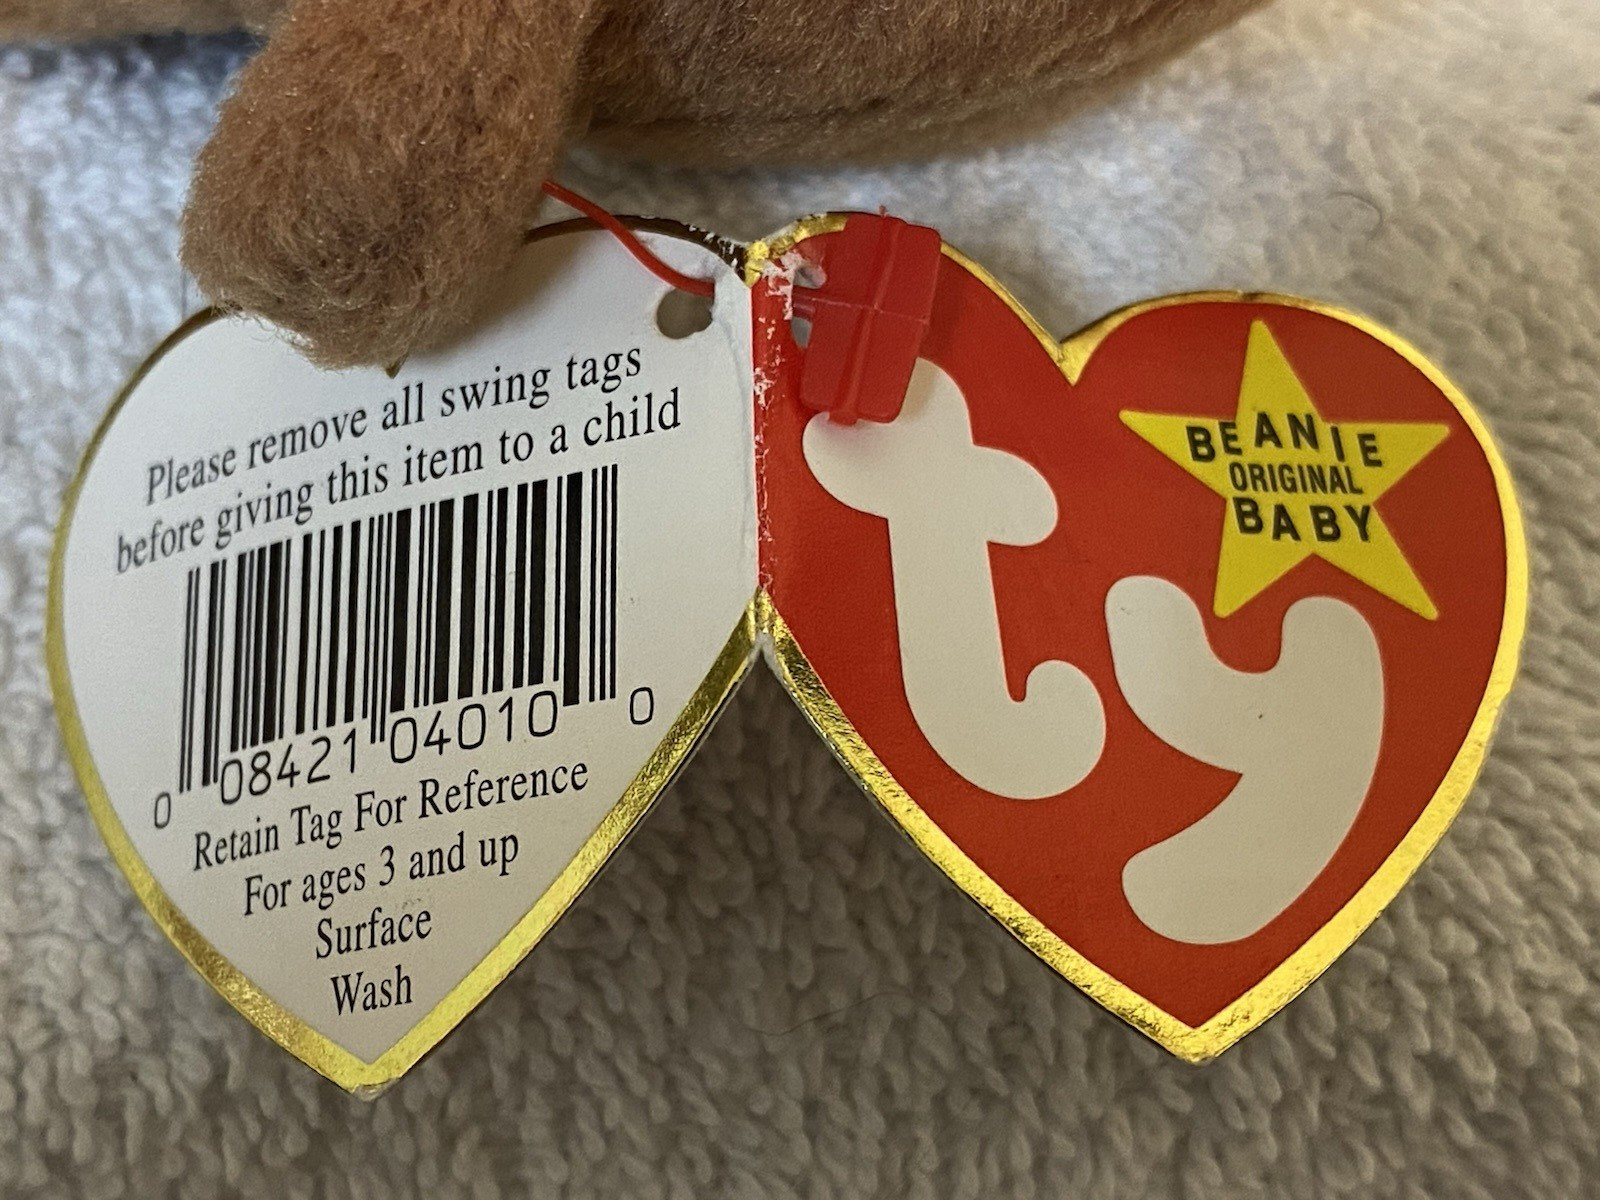 Please remove all swing tags
before giving this item to a child
0 08421 04010 0
Retain Tag For Reference
For ages 3 and up
Surface
Wash
ty
BEANIE
ORIGINAL
BABY